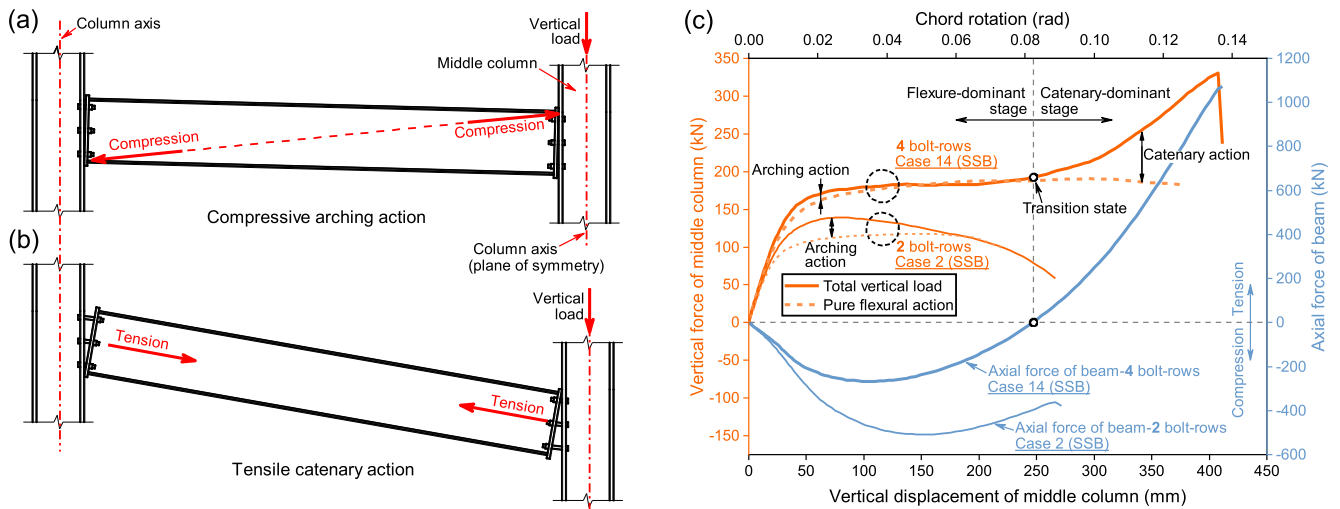 (a)
Column axis
Vertical
load
Middle column
Compression
Compression
Compressive arching action
Column axis
(plane of symmetry)
(b)
Vertical
load
Tension
Tension
Tensile catenary action
(c)
Chord rotation (rad)
0.00 0.02 0.04 0.06 0.08 0.10 0.12 0.14
Vertical force of middle column (kN)
350
300
250
200
150
100
50
0
-50
-100
-150
Axial force of beam (kN)
1200
1000
800
600
400
200
0
-200
-400
-600
Flexure-dominant
stage
Catenary-dominant
stage
4 bolt-rows
Case 14 (SSB)
Arching action
Catenary action
Transition state
Arching
action
2 bolt-rows
Case 2 (SSB)
Total vertical load
Pure flexural action
Compression Tension
Axial force of beam-4 bolt-rows
Case 14 (SSB)
Axial force of beam-2 bolt-rows
Case 2 (SSB)
0 50 100 150 200 250 300 350 400 450
Vertical displacement of middle column (mm)